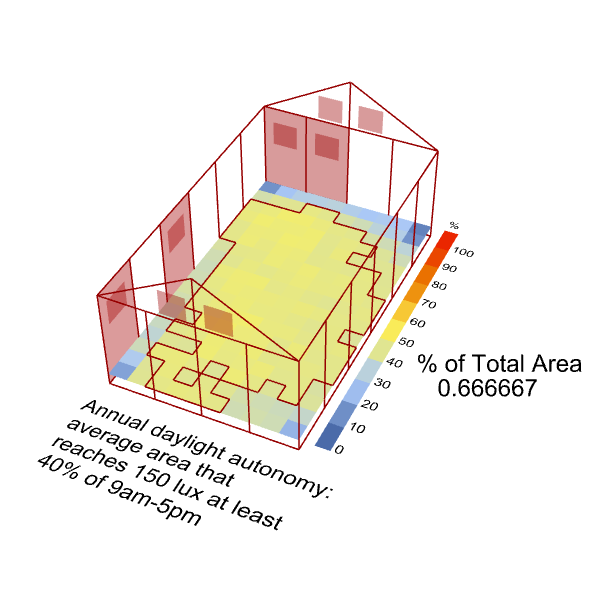 %
100
90
80
70
60
50
40
30
20
10
0
% of Total Area
0.666667
Annual daylight autonomy:
average area that
reaches 150 lux at least
40% of 9am-5pm